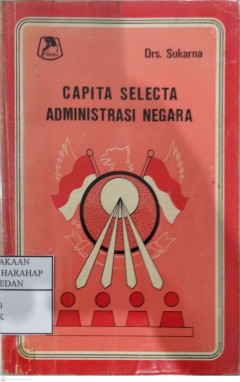 Drs. Sukarna
CAPITA SELECTA
ADMINISTRASI NEGARA
AKAAN
HARAHAP
EDAN